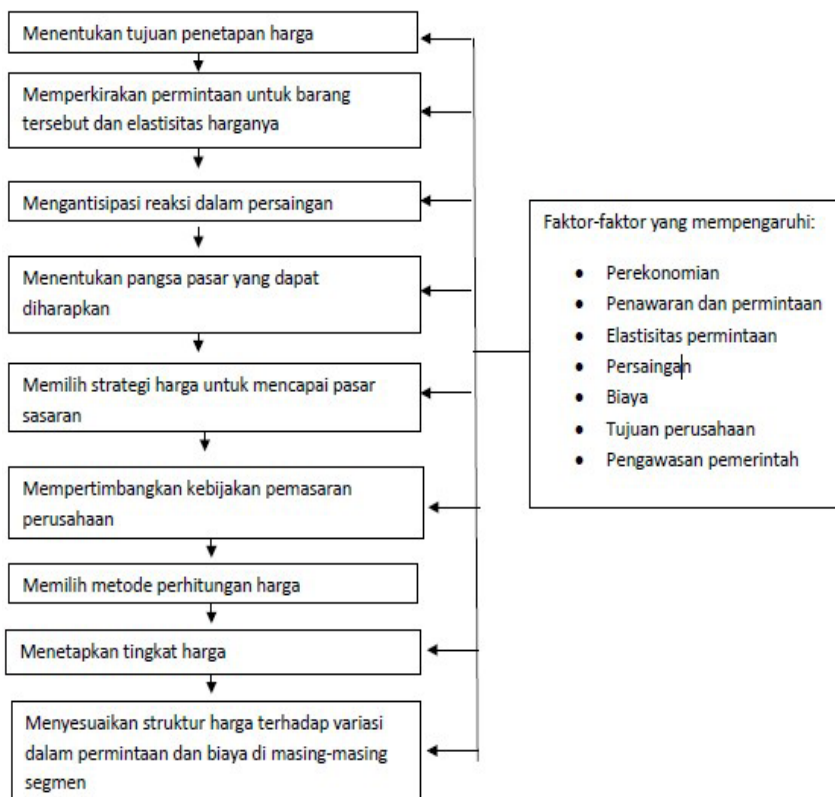 Menentukan tujuan penetapan harga
Memperkirakan permintaan untuk barang
tersebut dan elastisitas harganya
Mengantisipasi reaksi dalam persaingan
Menentukan pangsa pasar yang dapat
diharapkan
Memilih strategi harga untuk mencapai pasar
sasaran
Mempertimbangkan kebijakan pemasaran
perusahaan
Memilih metode perhitungan harga
Menetapkan tingkat harga
Menyesuaikan struktur harga terhadap variasi
dalam permintaan dan biaya di masing-masing
segmen
Faktor-faktor yang mempengaruhi:
• Perekonomian
• Penawaran dan permintaan
• Elastisitas permintaan
• Persaingan
• Biaya
• Tujuan perusahaan
• Pengawasan pemerintah